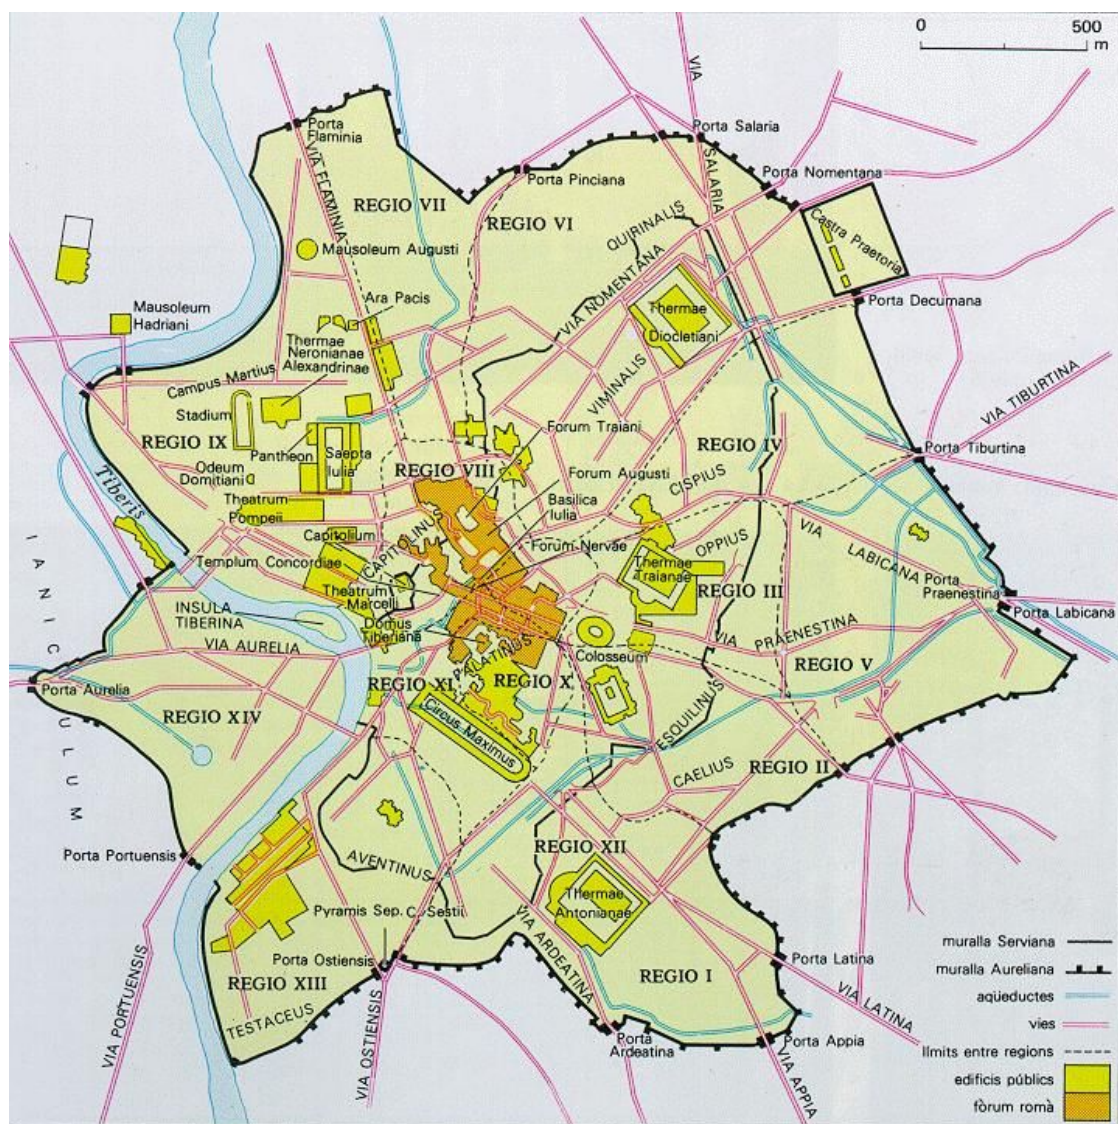 0 500
m
VIA
SALARIA
Porta Salaria
Porta
Flaminia
VIA FLAMINIA
Porta Pinciana
Porta Nomentana
REGIO VII
REGIO VI
QUIRINALIS
Castra Praetoria
Mausoleum Augusti
VIA NOMENTANA
Porta Decumana
Mausoleum
Hadriani
Ara Pacis
Thermae
Diocletiani
Thermae
Neronianae
Alexandrinae
Campus Martius
VIMINALIS
VIA TIBURTINA
Stadium
Forum Traiani
REGIO IX
REGIO IV
Porta Tiburtina
Pantheon
Saepta
Iulia
REGIO VIII
Forum Augusti
CISPIUS
Odeum
Domitiani
Tiberis
Theatrum
Pompeii
Basilica
Iulia
VIA
LABICANA
Capitolium
CAPITOLINUS
Forum Nervae
OPPIUS
IANICULUM
Templum Concordiae
Thermae
Traianae
Porta
Praenestina
Theatrum
Marcelli
REGIO III
Porta Labicana
INSULA
TIBERINA
Domus
Tiberiana
VIA
PRAENESTINA
VIA AURELIA
PALATINUS
Colosseum
REGIO V
Porta Aurelia
REGIO XI
REGIO X
ESQUILINUS
REGIO XIV
Circus Maximus
CAELIUS
REGIO II
Porta Portuensis
AVENTINUS
REGIO XII
Thermae
Antonianae
Pyramis Sep. C. Sestii
VIA ARDEATINA
muralla Serviana
Porta Ostiensis
Porta Latina
muralla Aureliana
REGIO XIII
REGIO I
VIA LATINA
aqüeductes
TESTACEUS
VIA PORTUENSIS
VIA OSTIENSIS
vies
Porta
Ardeatina
Porta Appia
VIA APPIA
límits entre regions
edificis públics
fòrum romà